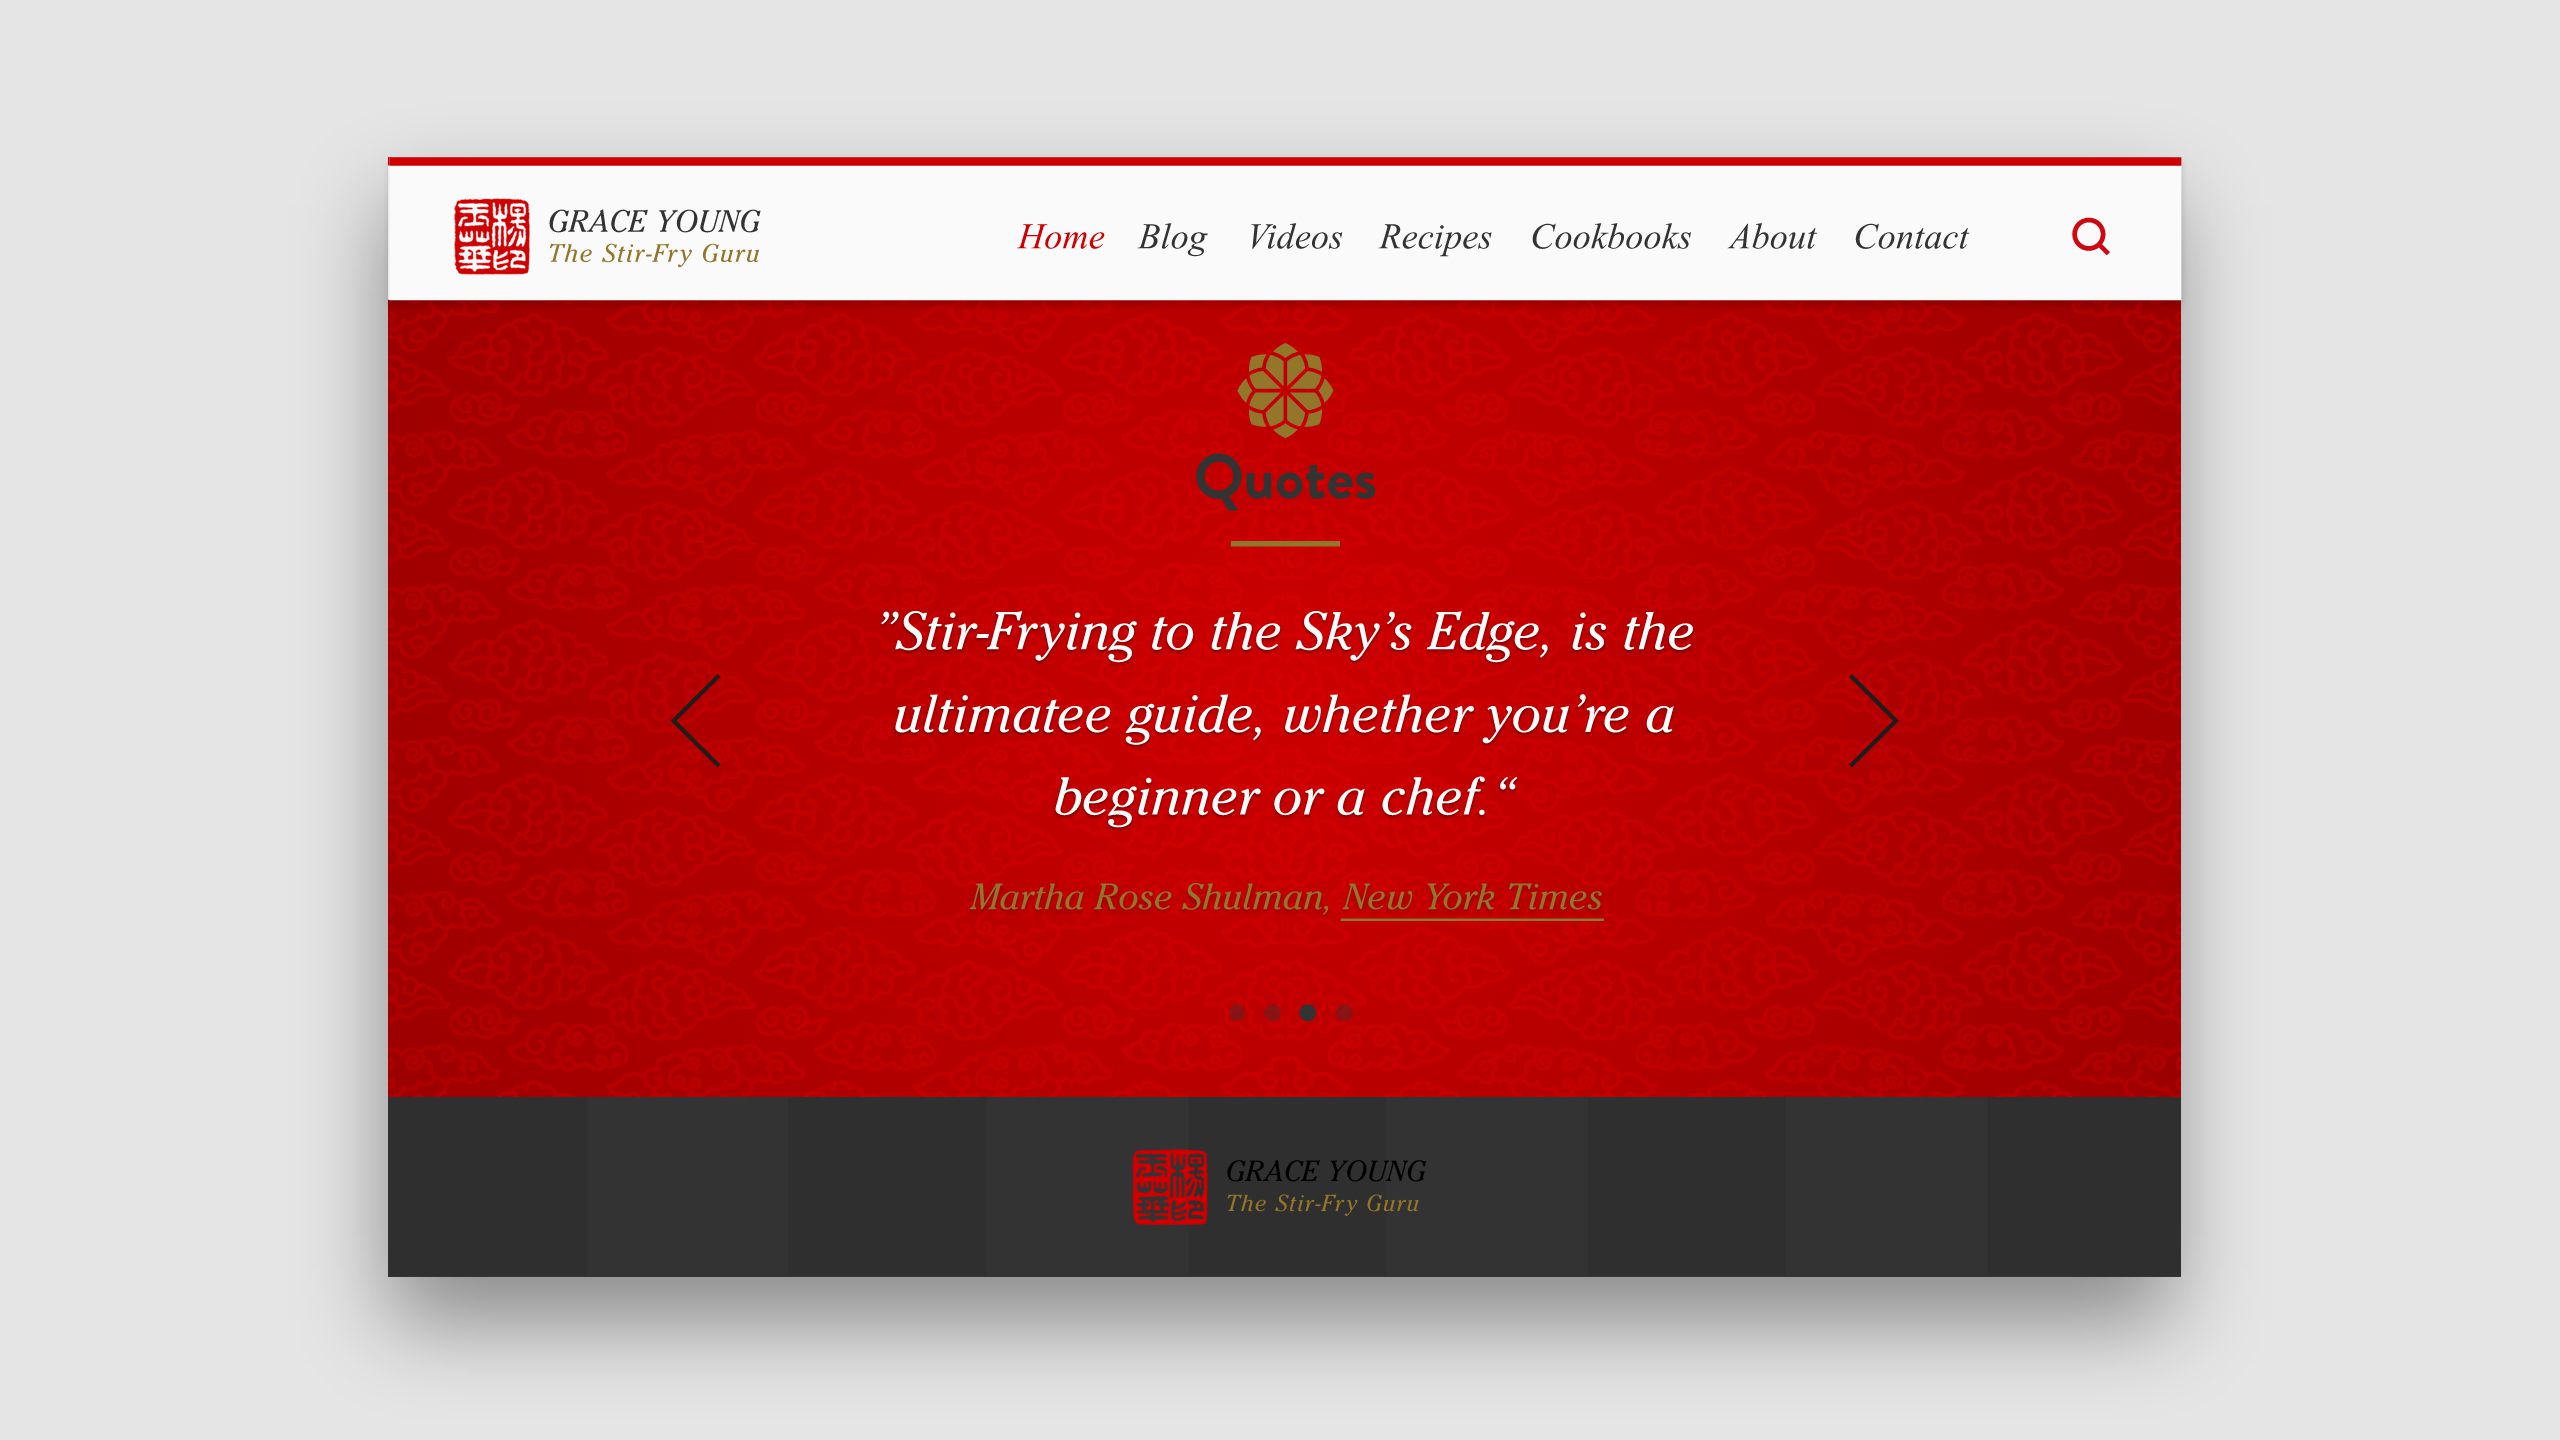 GRACE YOUNG
The Stir-Fry Guru
Home Blog Videos Recipes Cookbooks About Contact
Quotes
”Stir-Frying to the Sky’s Edge, is the
ultimatee guide, whether you’re a
beginner or a chef.“
Martha Rose Shulman, New York Times
GRACE YOUNG
The Stir-Fry Guru